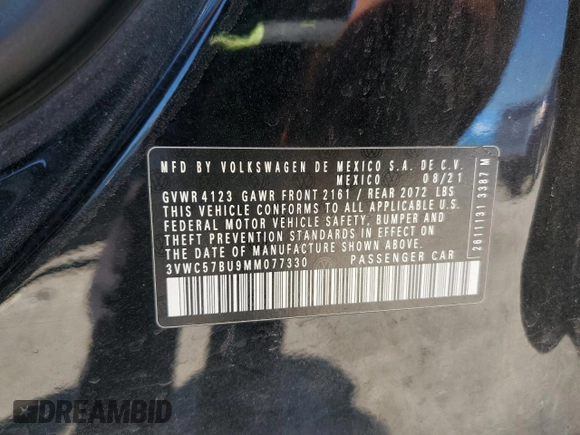 MFD BY VOLKSWAGEN DE MEXICO S.A. DE C.V.
MEXICO 08/21
GVWR 4123 GAWR FRONT 2161 / REAR 2072 LBS
THIS VEHICLE CONFORMS TO ALL APPLICABLE U.S.
FEDERAL MOTOR VEHICLE SAFETY, BUMPER AND
THEFT PREVENTION STANDARDS IN EFFECT ON
THE DATE OF MANUFACTURE SHOWN ABOVE.
3VWC57BU9MM077330 PASSENGER CAR
2611131 3387 M
DREAMBID